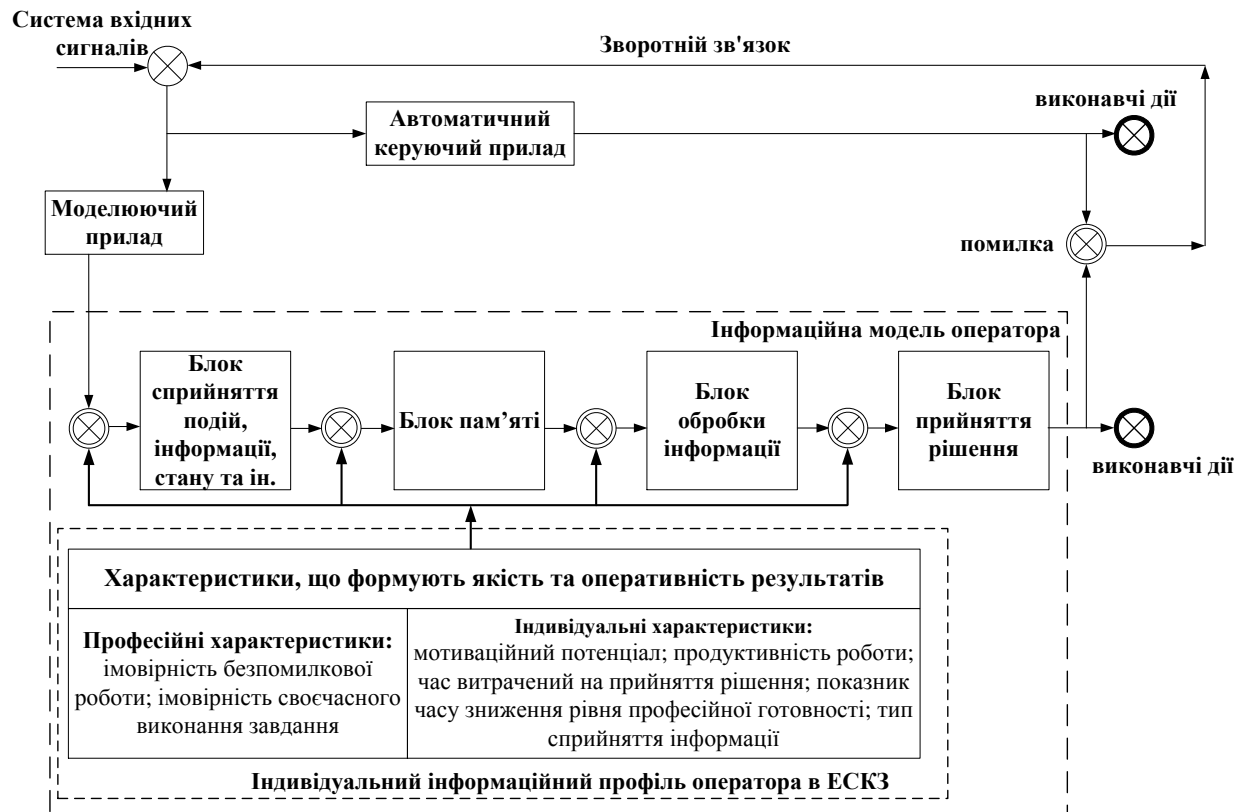 Система вхідних
сигналів
Зворотній зв'язок
виконавчі дії
Автоматичний
керуючий прилад
Моделюючий
прилад
помилка
Інформаційна модель оператора
Блок
сприйняття
подій,
інформації,
стану та ін.
Блок пам’яті
Блок
обробки
інформації
Блок
прийняття
рішення
виконавчі дії
Характеристики, що формують якість та оперативність результатів
Професійні характеристики:
імовірність безпомилкової
роботи; імовірність своєчасного
виконання завдання
Індивідуальні характеристики:
мотиваційний потенціал; продуктивність роботи;
час витрачений на прийняття рішення; показник
часу зниження рівня професійної готовності; тип
сприйняття інформації
Індивідуальний інформаційний профіль оператора в ЕСКЗ